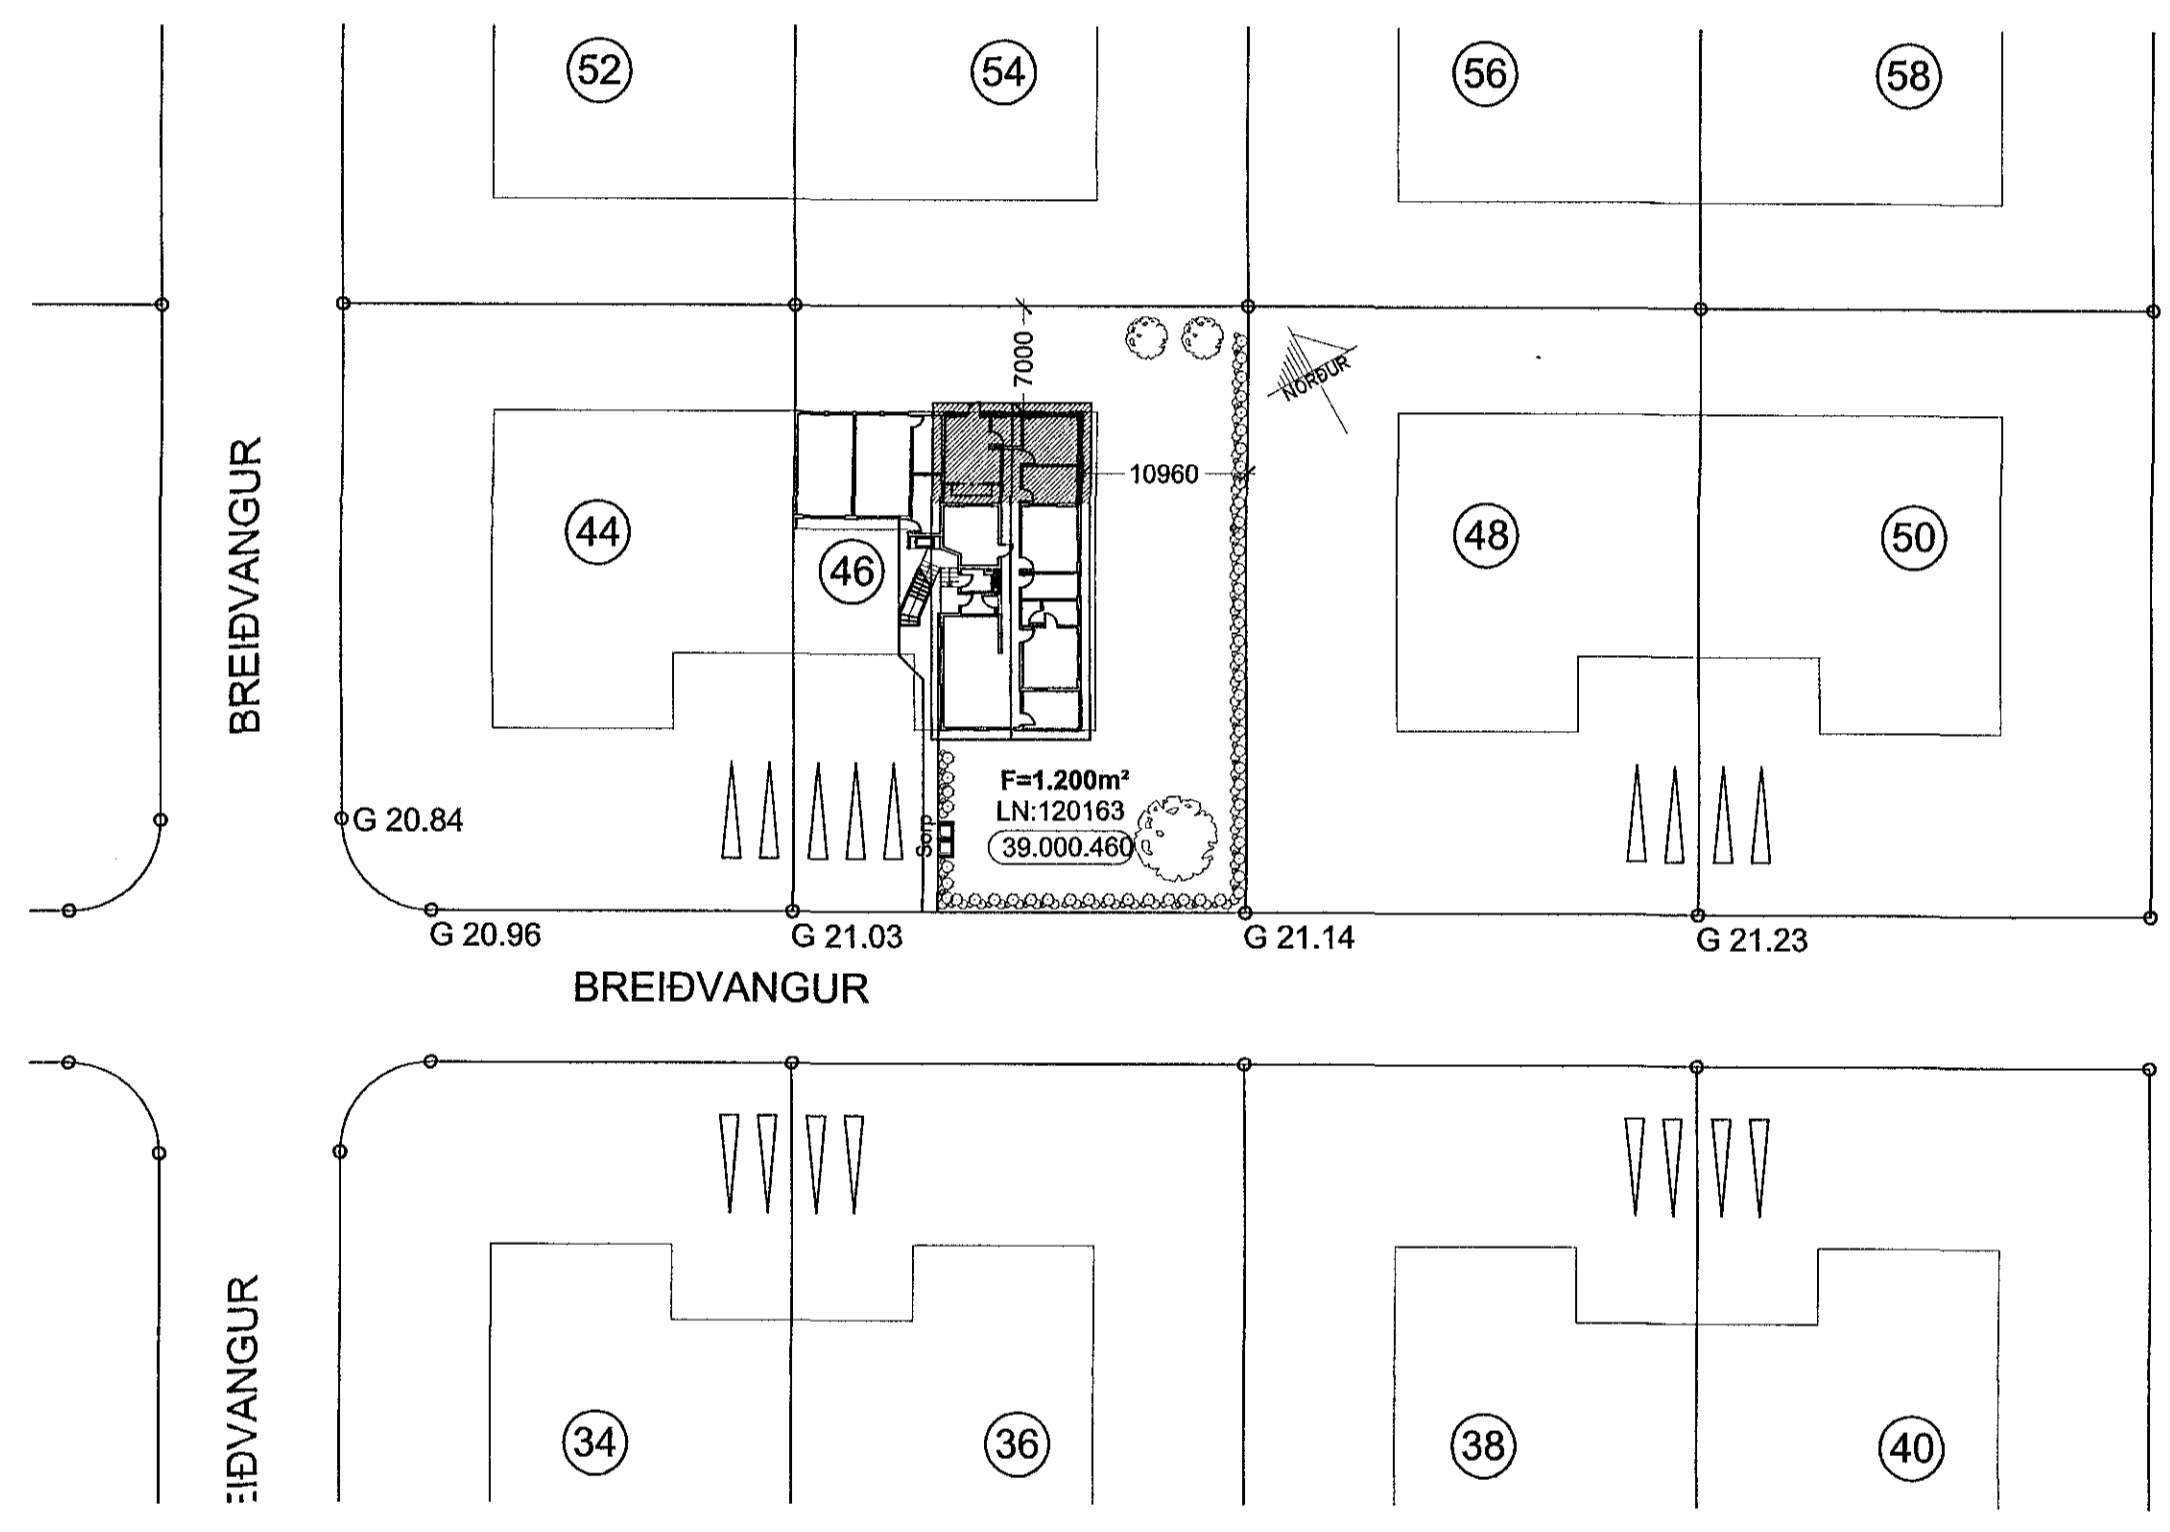 52
54
56
58
7000
NORÐUR
10960
BREIÐVANGUR
44
46
48
50
F=1.200m²
LN:120163
39.000.460
Sorp
G 20.84
G 20.96
G 21.03
G 21.14
G 21.23
BREIÐVANGUR
EIÐVANGUR
34
36
38
40